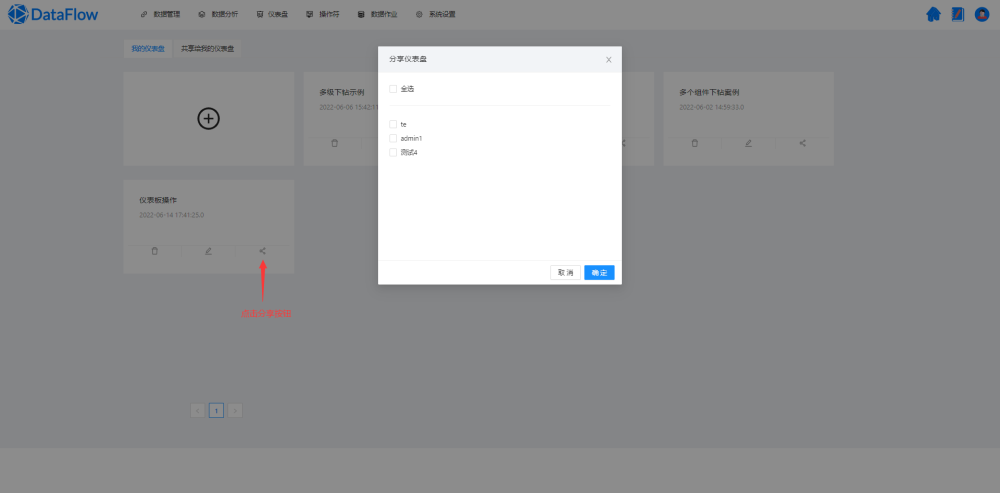 DataFlow 数据管理 数据分析 仪表盘 操作符 数据作业 系统设置
我的仪表盘 共享给我的仪表盘
分享仪表盘
全选
te
admin1
测试4
取消 确定
多级下钻示例
2022-06-06 15:42:11
多个组件下钻案例
2022-06-02 14:59:33.0
仪表板操作
2022-06-14 17:41:25.0
点击分享按钮
1